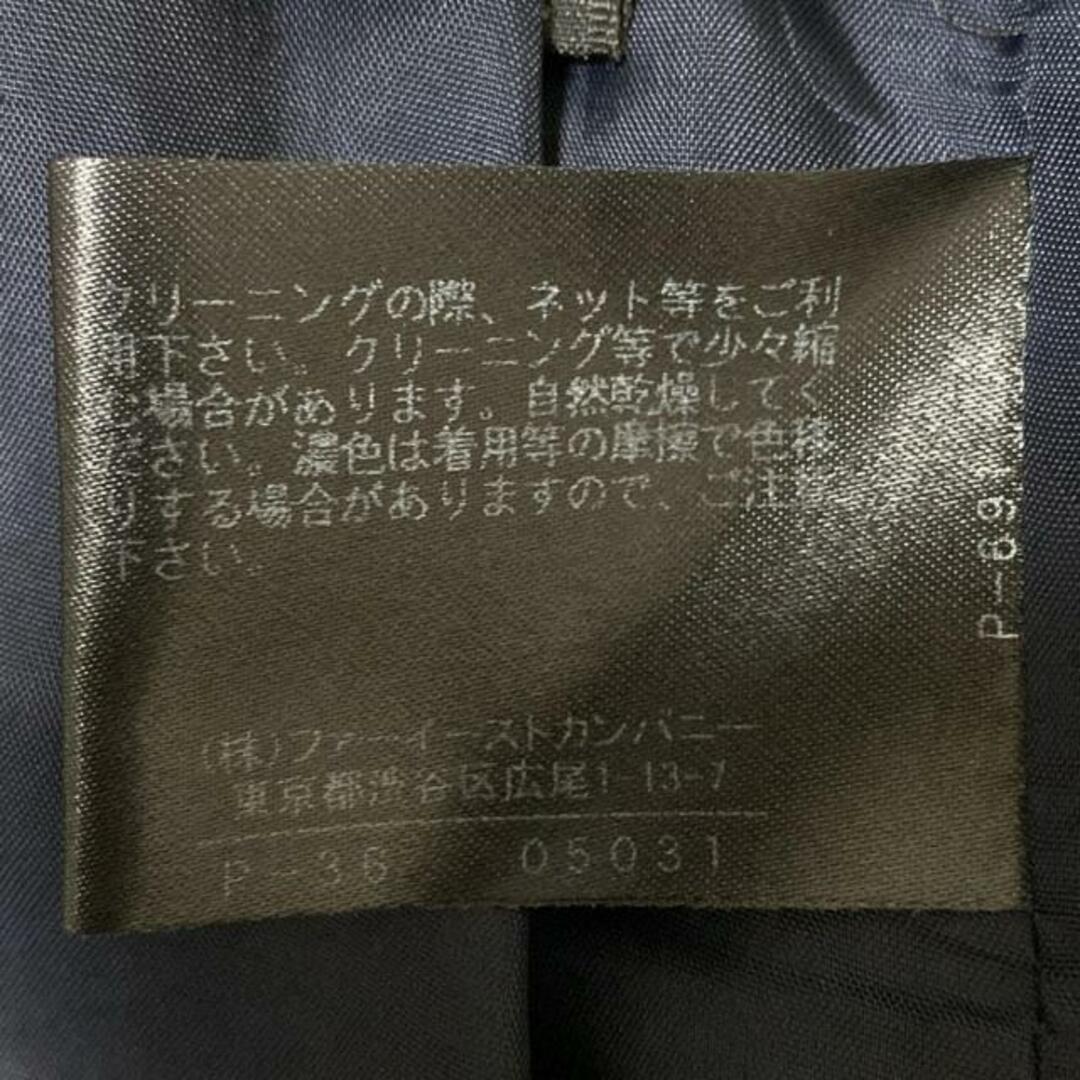 クリーニングの際、ネット等をご利
用下さい。クリーニング等で少々縮
む場合があります。自然乾燥してく
ださい。濃色は着用等の摩擦で色移
りする場合がありますので、ご注意
下さい。
(株)ファーイーストカンパニー
東京都渋谷区広尾1-13-7
P-36 05031
P-69